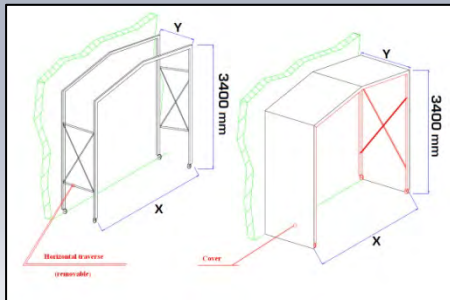 Y
3400 mm
X
Horizontal traverse
(removable)
Y
3400 mm
X
Cover